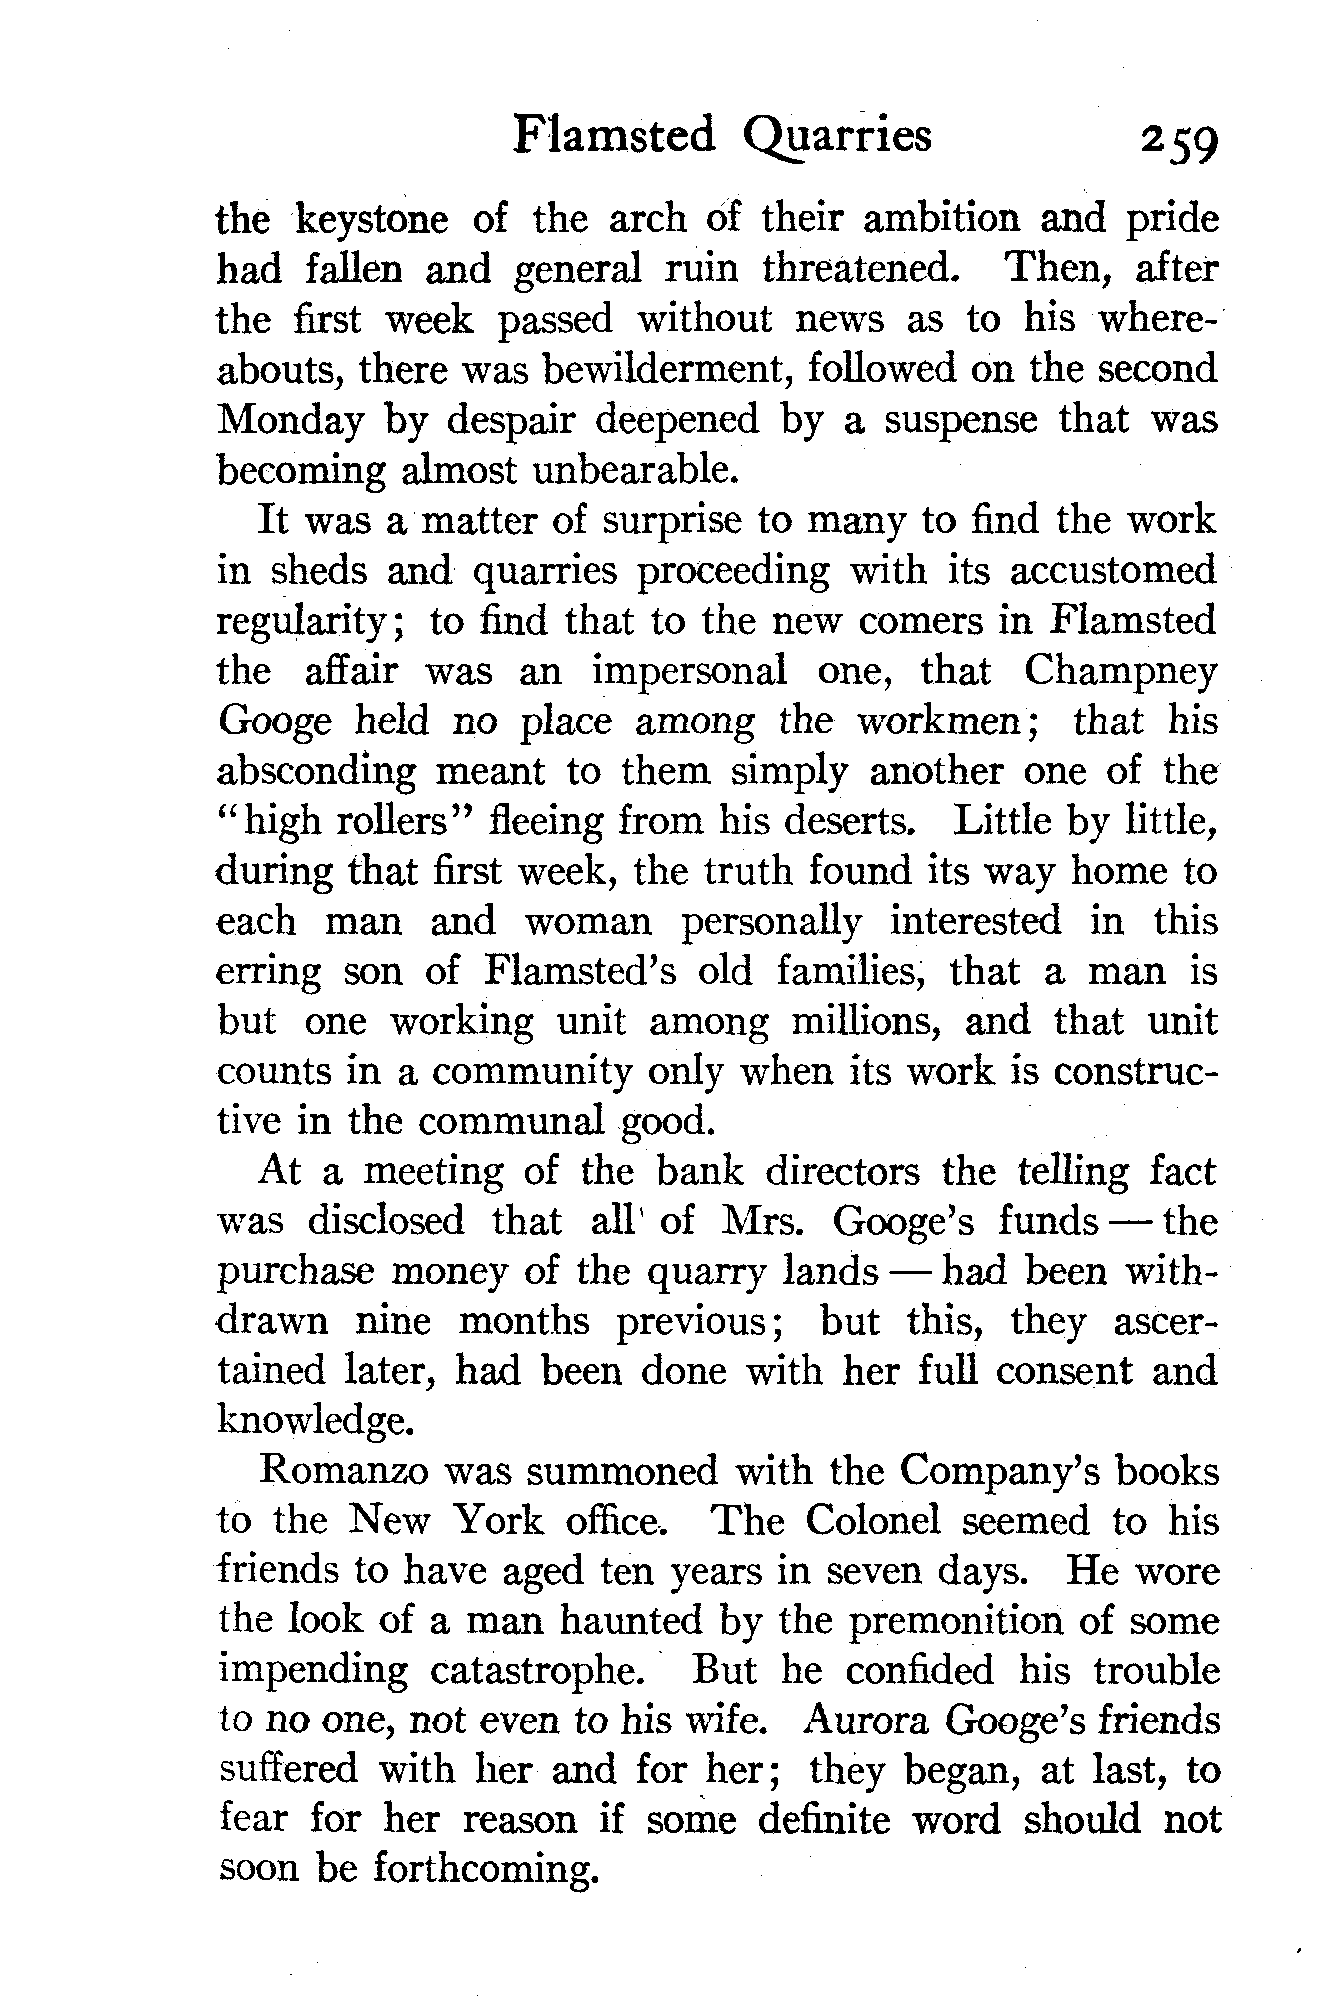 Flamsted Quarries 259
the keystone of the arch of their ambition and pride
had fallen and general ruin threatened. Then, after
the first week passed without news as to his where-
abouts, there was bewilderment, followed on the second
Monday by despair deepened by a suspense that was
becoming almost unbearable.
It was a matter of surprise to many to find the work
in sheds and quarries proceeding with its accustomed
regularity; to find that to the new comers in Flamsted
the affair was an impersonal one, that Champney
Googe held no place among the workmen; that his
absconding meant to them simply another one of the
"high rollers" fleeing from his deserts. Little by little,
during that first week, the truth found its way home to
each man and woman personally interested in this
erring son of Flamsted's old families, that a man is
but one working unit among millions, and that unit
counts in a community only when its work is construc-
tive in the communal good.
At a meeting of the bank directors the telling fact
was disclosed that all of Mrs. Googe's funds — the
purchase money of the quarry lands — had been with-
drawn nine months previous; but this, they ascer-
tained later, had been done with her full consent and
knowledge.
Romanzo was summoned with the Company's books
to the New York office. The Colonel seemed to his
friends to have aged ten years in seven days. He wore
the look of a man haunted by the premonition of some
impending catastrophe. But he confided his trouble
to no one, not even to his wife. Aurora Googe's friends
suffered with her and for her; they began, at last, to
fear for her reason if some definite word should not
soon be forthcoming.